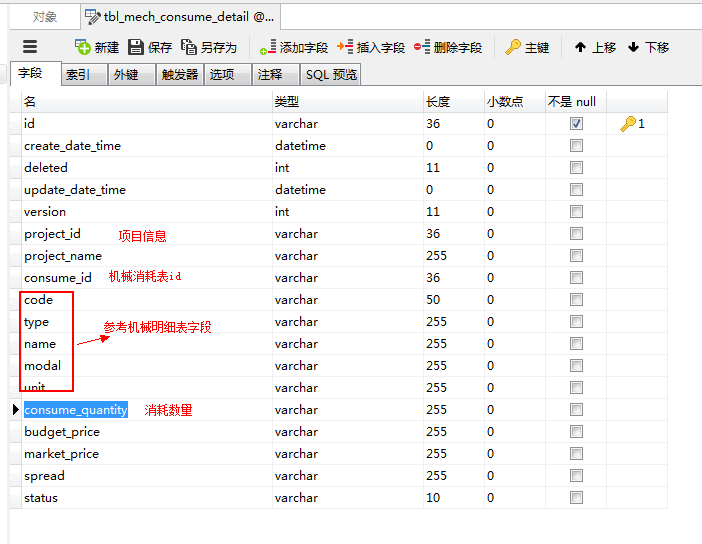 对象 tbl_mech_consume_detail @...
新建 保存 另存为 添加字段 插入字段 删除字段 主键 上移 下移
字段 索引 外键 触发器 选项 注释 SQL 预览
名 类型 长度 小数点 不是 null
id varchar 36 0 1
create_date_time datetime 0 0
deleted int 11 0
update_date_time datetime 0 0
version int 11 0
project_id 项目信息 varchar 36 0
project_name varchar 255 0
consume_id 机械消耗表id varchar 36 0
code varchar 50 0
type 参考机械明细表字段 varchar 255 0
name varchar 255 0
modal varchar 255 0
unit varchar 255 0
consume_quantity 消耗数量 varchar 255 0
budget_price varchar 255 0
market_price varchar 255 0
spread varchar 255 0
status varchar 10 0